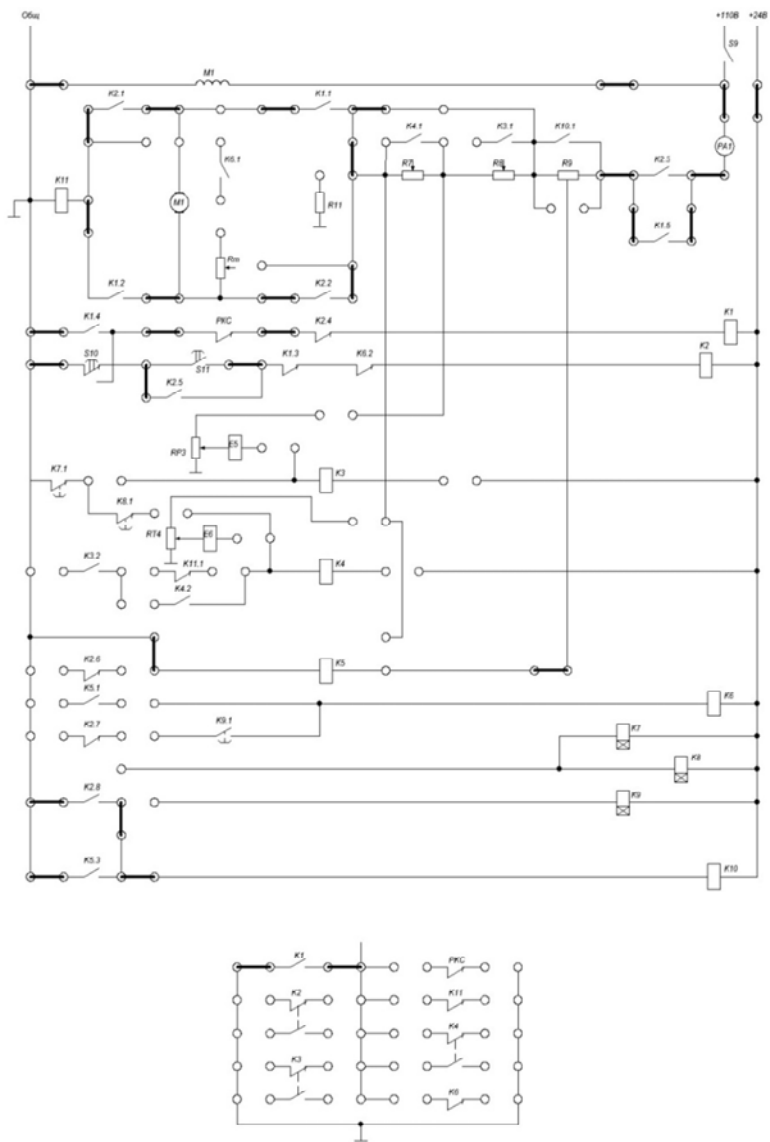 Общ
+110В +24В
S9
M1
K2.1 K1.1
K4.1 K3.1 K10.1
K6.1 PA1
R7 R8 R9 K2.3
K11 M1 R11
K1.5
Rm
K1.2 K2.2
K1.4 РКС K2.4 K1
S10 S11 K1.3 K6.2 K2
K2.5
RP3 E5
K7.1 K3
K8.1
RT4 E6
K3.2 K11.1 K4
K4.2
K2.6 K5
K5.1 K6
K2.7 K9.1 K7
K8
K2.8 K9
K5.3 K10
K1 РКС
K2 K11
K4
K3
K6